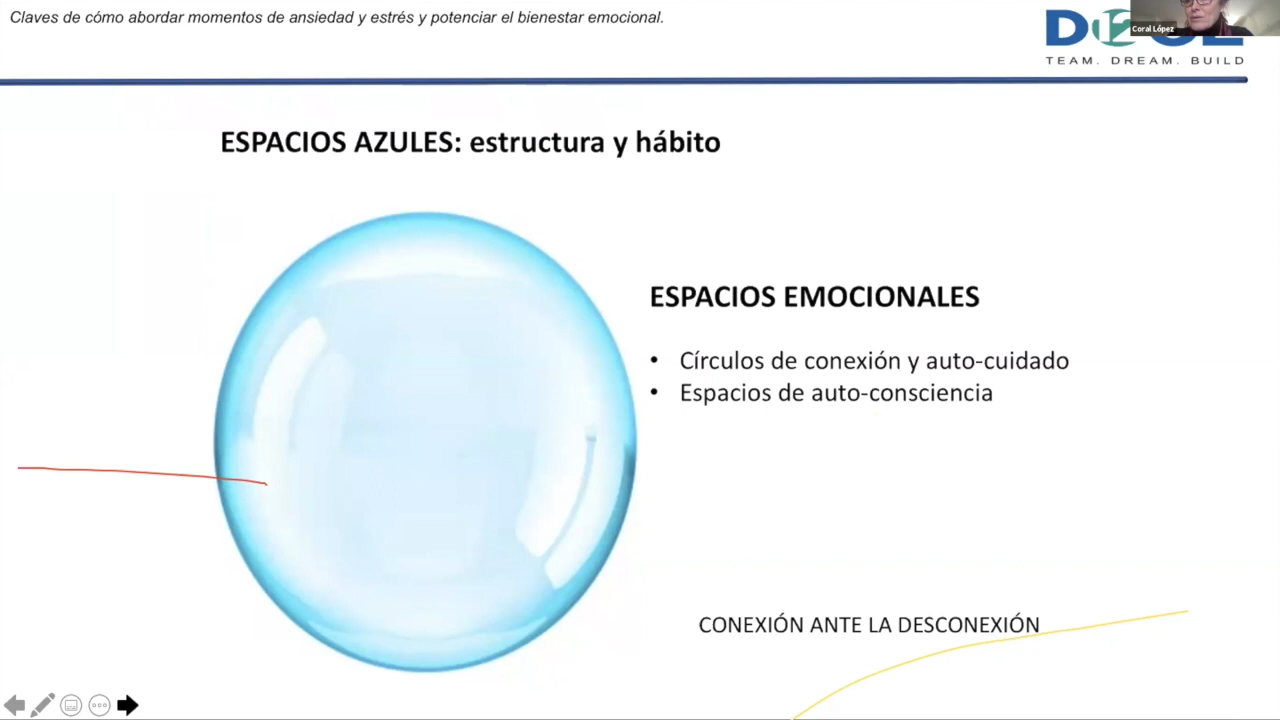 Claves de cómo abordar momentos de ansiedad y estrés y potenciar el bienestar emocional.
Coral López
TEAM. DREAM. BUILD
ESPACIOS AZULES: estructura y hábito
ESPACIOS EMOCIONALES
• Círculos de conexión y auto-cuidado
• Espacios de auto-consciencia
CONEXIÓN ANTE LA DESCONEXIÓN